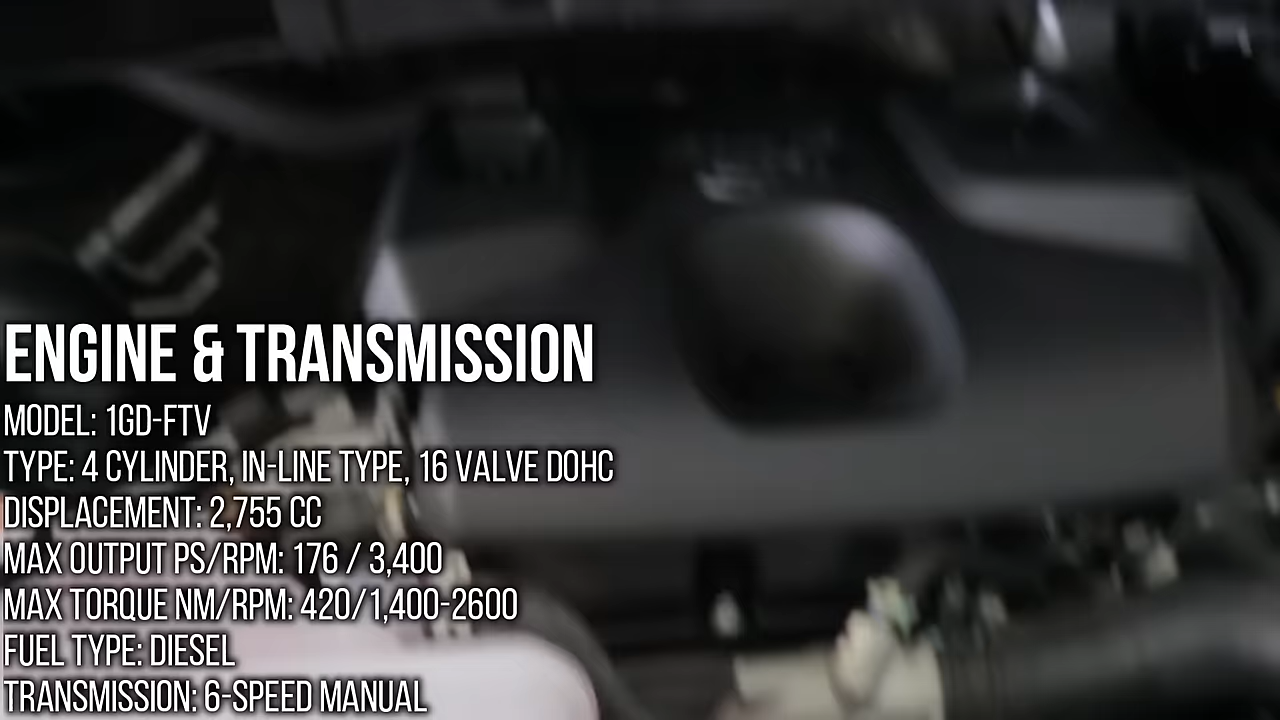 ENGINE & TRANSMISSION
MODEL: 1GD-FTV
TYPE: 4 CYLINDER, IN-LINE TYPE, 16 VALVE DOHC
DISPLACEMENT: 2,755 CC
MAX OUTPUT PS/RPM: 176 / 3,400
MAX TORQUE NM/RPM: 420/1,400-2600
FUEL TYPE: DIESEL
TRANSMISSION: 6-SPEED MANUAL